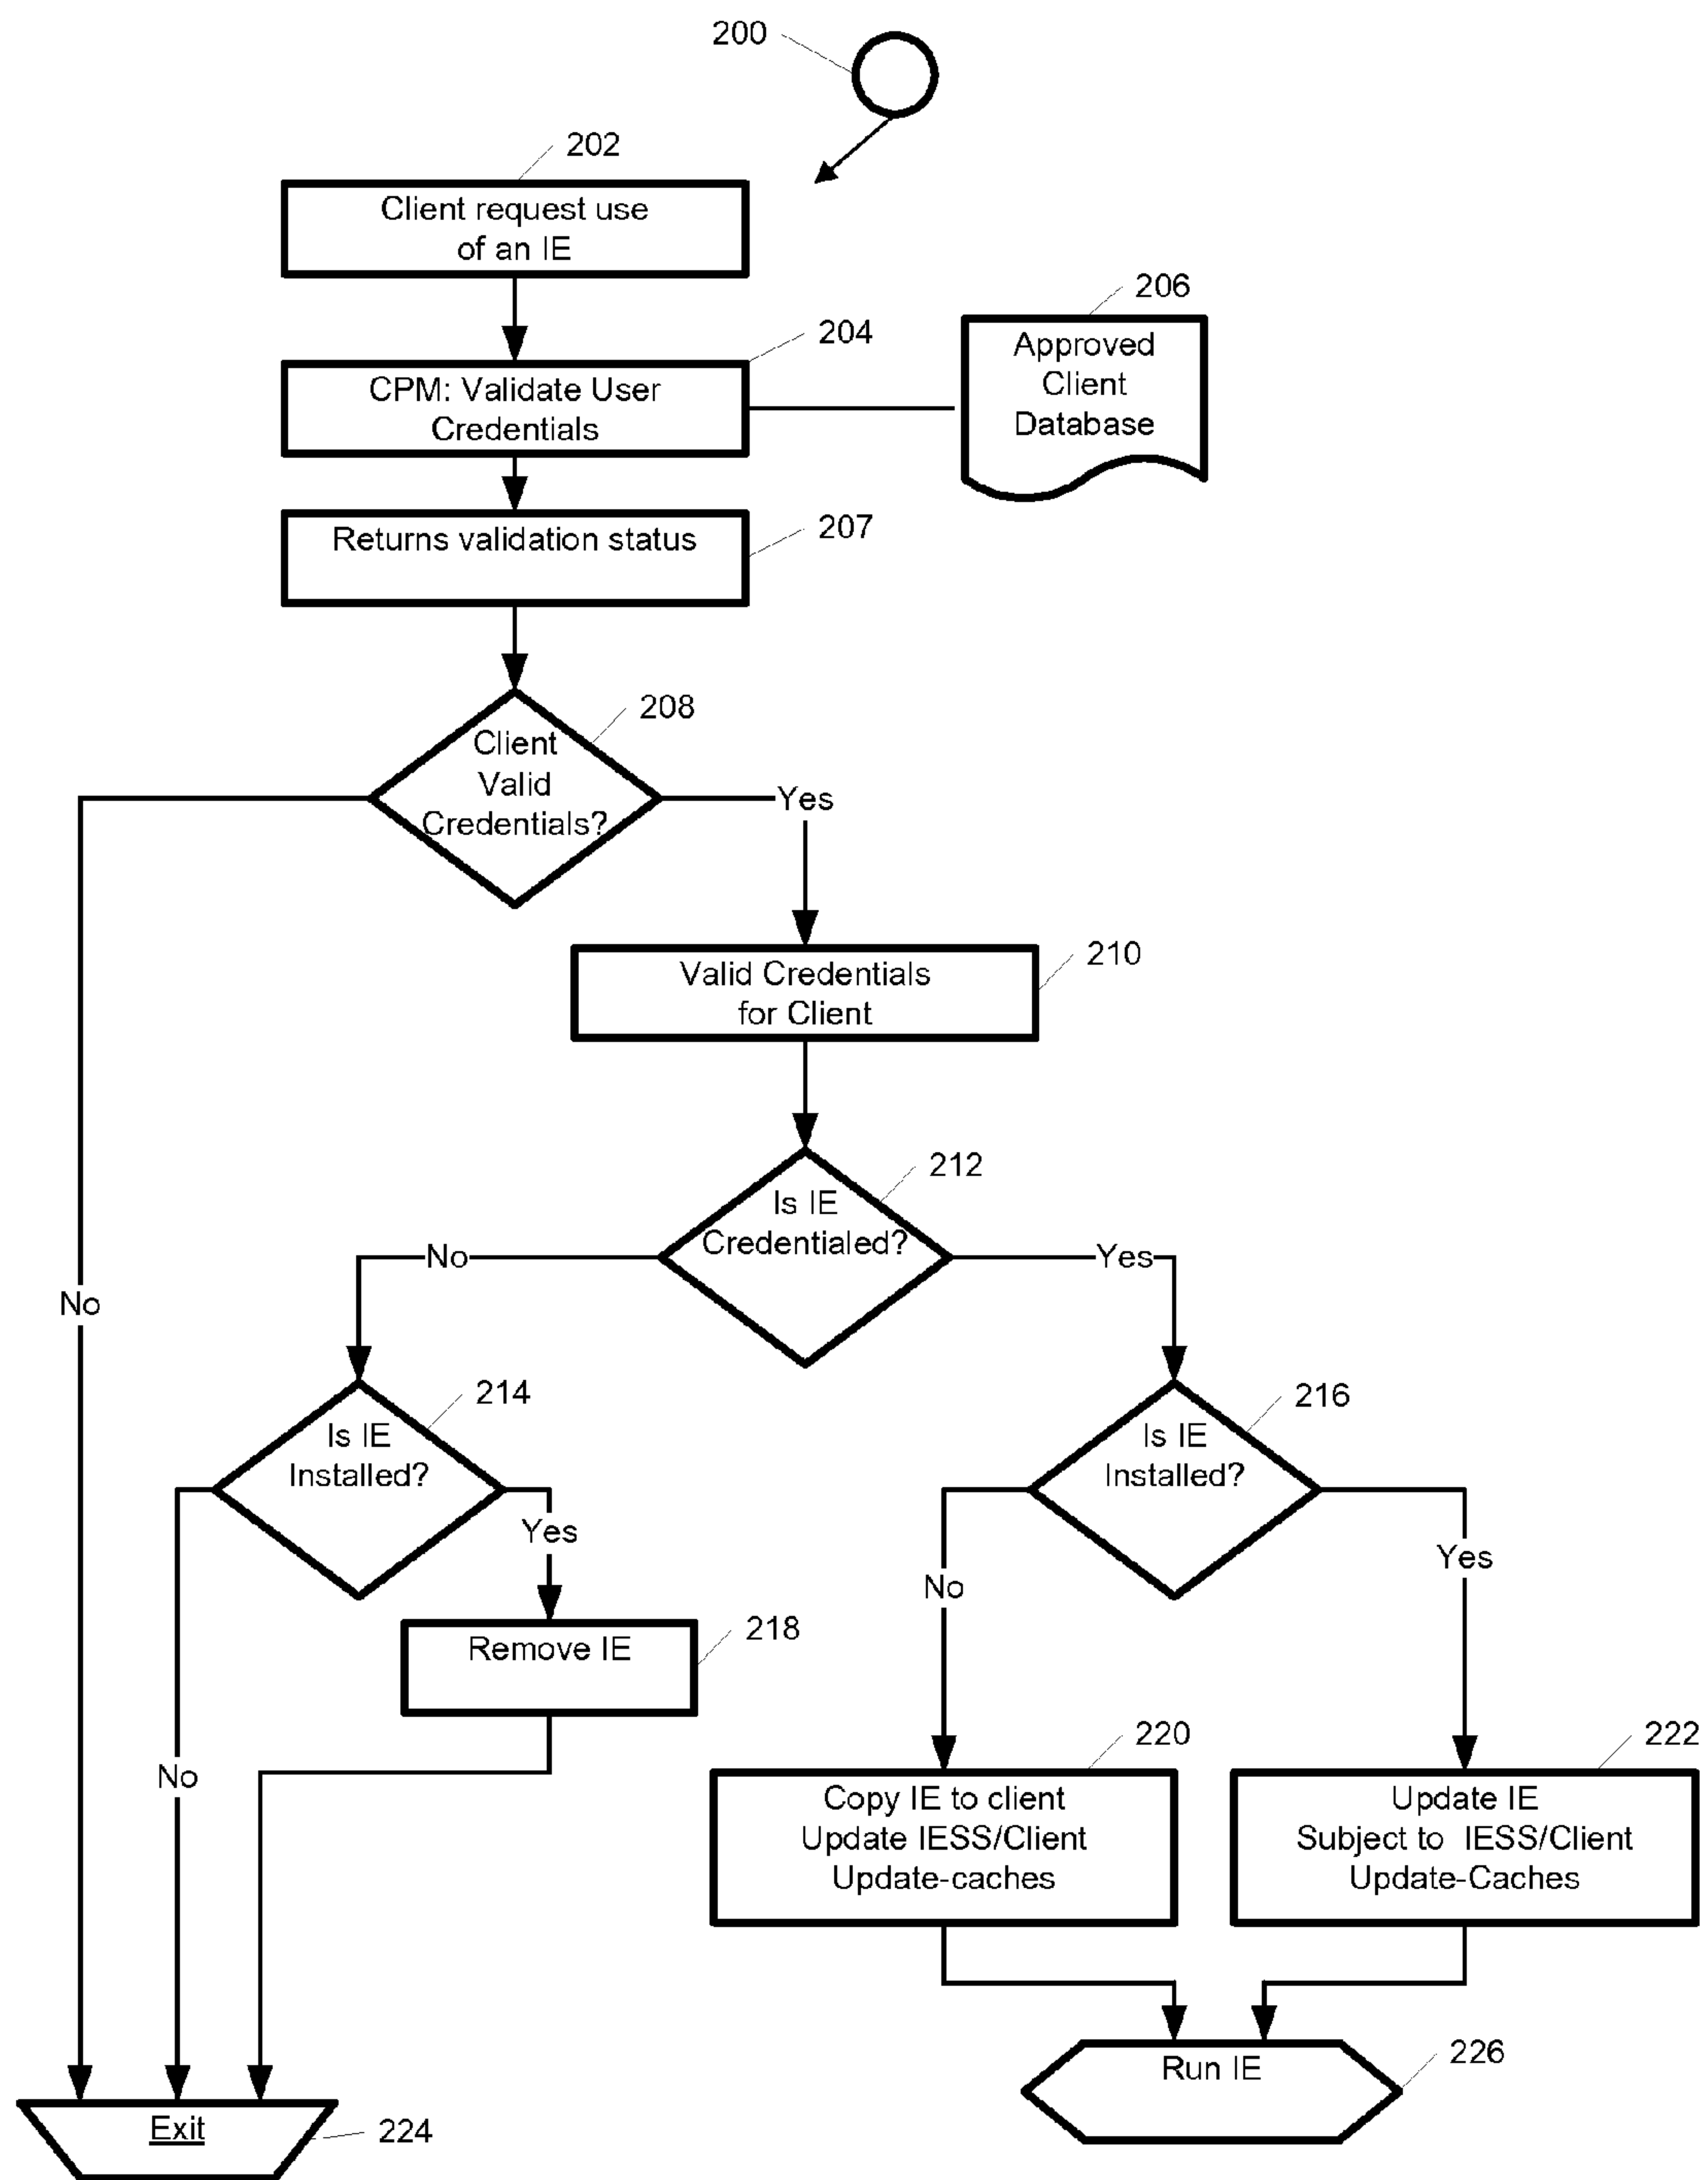 200
202
Client request use
of an IE
206
204
Approved
Client
Database
CPM: Validate User
Credentials
Returns validation status
207
208
Client
Valid
Credentials?
Yes
210
Valid Credentials
for Client
212
Is IE
Credentialed?
No
Yes
No
214
Is IE
Installed?
216
Is IE
Installed?
Yes
Yes
No
218
Remove IE
220
222
No
Copy IE to client
Update IESS/Client
Update-caches
Update IE
Subject to IESS/Client
Update-Caches
226
Run IE
Exit
224